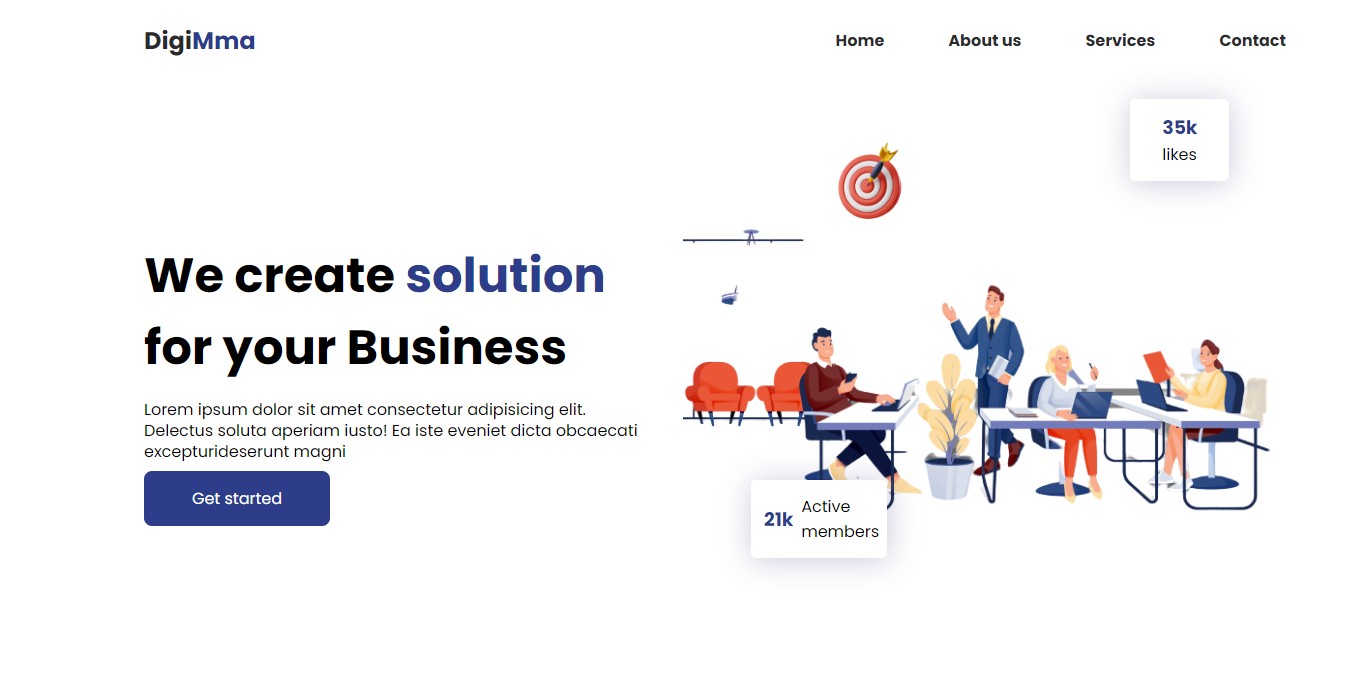 DigiMma
Home
About us
Services
Contact
35k
likes
We create solution
for your Business
Lorem ipsum dolor sit amet consectetur adipisicing elit.
Delectus soluta aperiam iusto! Ea iste eveniet dicta obcaecati
excepturideserunt magni
Get started
21k
Active
members